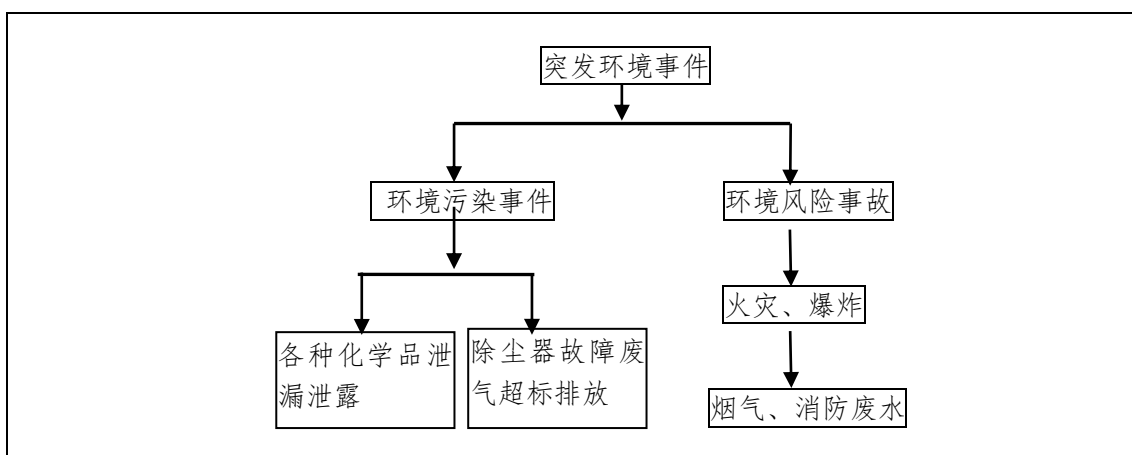 突发环境事件
环境污染事件
环境风险事故
火灾、爆炸
各种化学品泄
漏泄露
除尘器故障废
气超标排放
烟气、消防废水